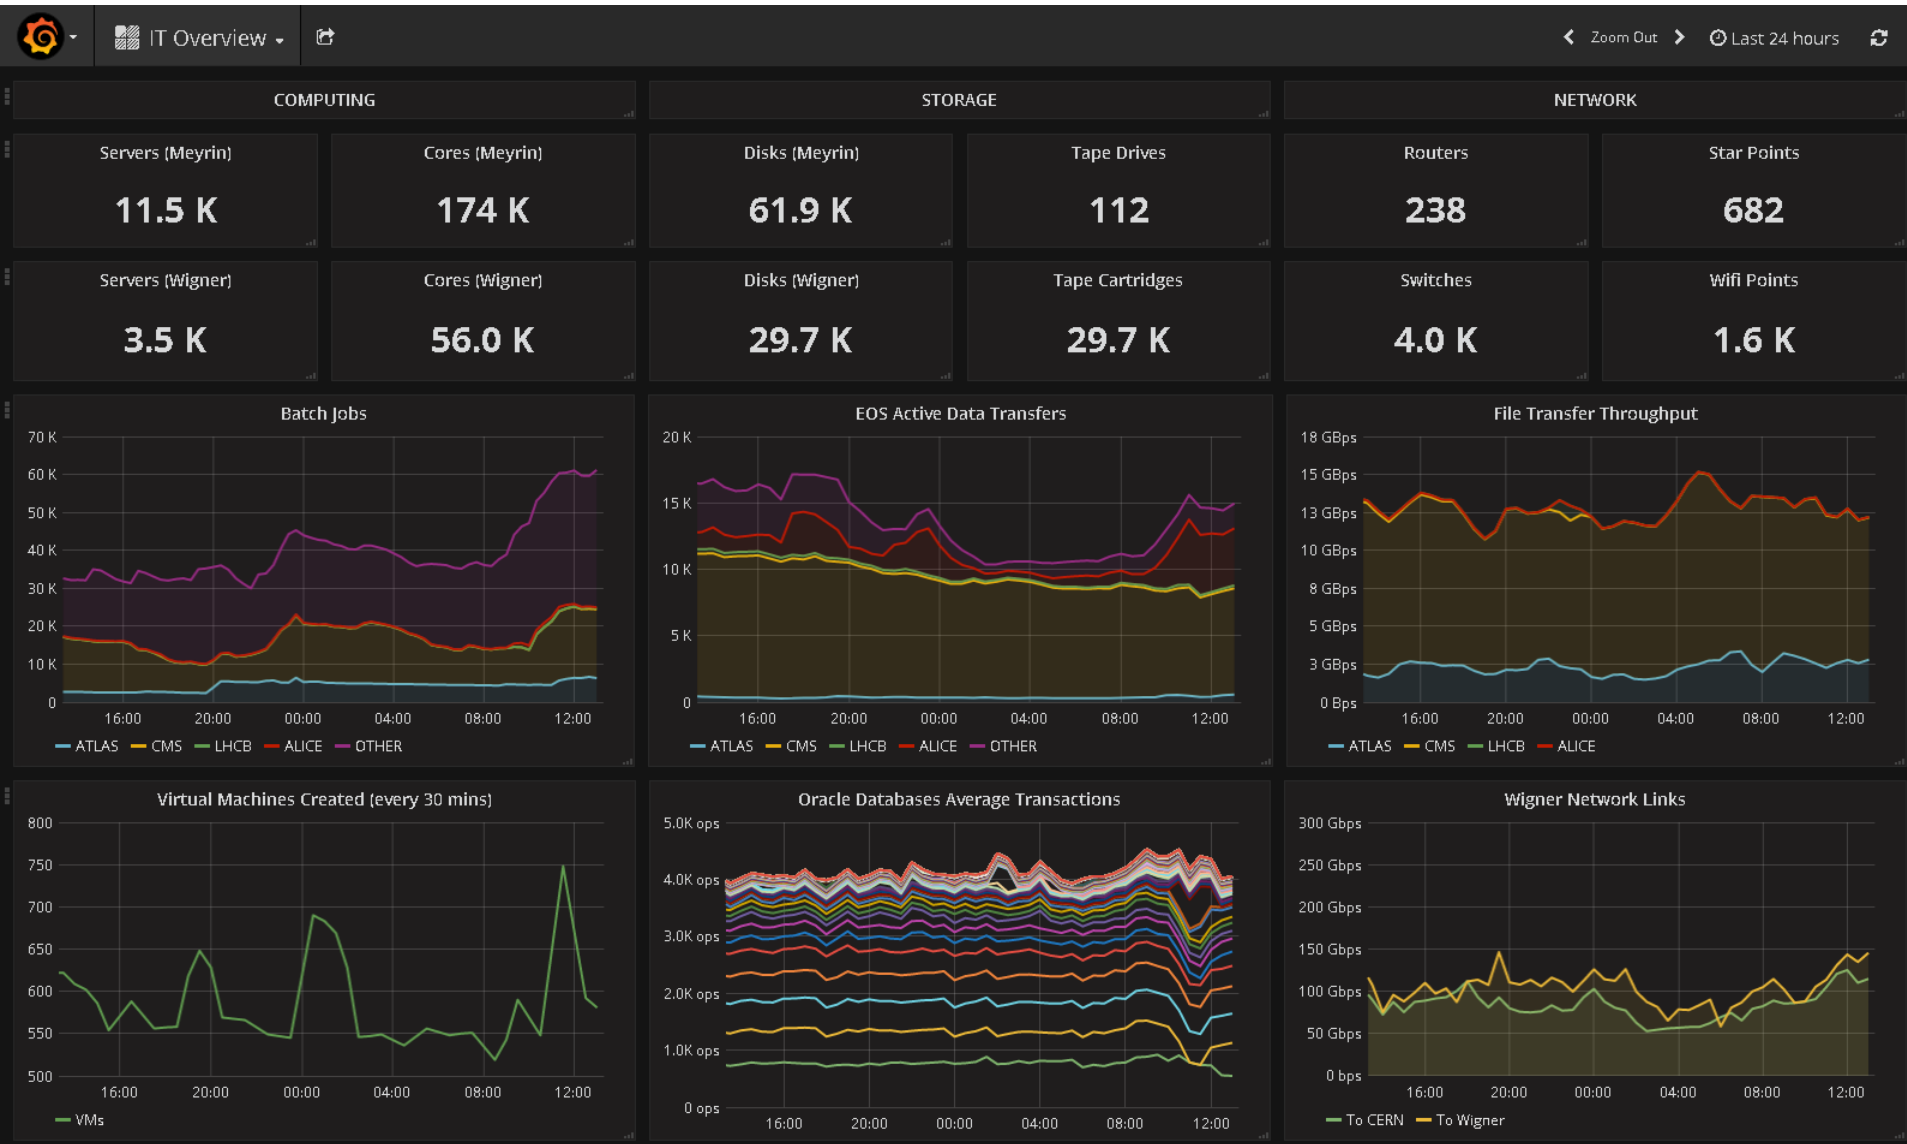 IT Overview
Zoom Out
Last 24 hours
COMPUTING
STORAGE
NETWORK
Servers (Meyrin)
11.5 K
Cores (Meyrin)
174 K
Disks (Meyrin)
61.9 K
Tape Drives
112
Routers
238
Star Points
682
Servers (Wigner)
3.5 K
Cores (Wigner)
56.0 K
Disks (Wigner)
29.7 K
Tape Cartridges
29.7 K
Switches
4.0 K
Wifi Points
1.6 K
Batch Jobs
70 K
60 K
50 K
40 K
30 K
20 K
10 K
0
16:00 20:00 00:00 04:00 08:00 12:00
ATLAS CMS LHCB ALICE OTHER
EOS Active Data Transfers
20 K
15 K
10 K
5 K
0
16:00 20:00 00:00 04:00 08:00 12:00
ATLAS CMS LHCB ALICE OTHER
File Transfer Throughput
18 GBps
15 GBps
13 GBps
10 GBps
8 GBps
5 GBps
3 GBps
0 Bps
16:00 20:00 00:00 04:00 08:00 12:00
ATLAS CMS LHCB ALICE
Virtual Machines Created (every 30 mins)
800
750
700
650
600
550
500
16:00 20:00 00:00 04:00 08:00 12:00
VMs
Oracle Databases Average Transactions
5.0K ops
4.0K ops
3.0K ops
2.0K ops
1.0K ops
0 ops
16:00 20:00 00:00 04:00 08:00 12:00
Wigner Network Links
300 Gbps
250 Gbps
200 Gbps
150 Gbps
100 Gbps
50 Gbps
0 bps
16:00 20:00 00:00 04:00 08:00 12:00
To CERN To Wigner